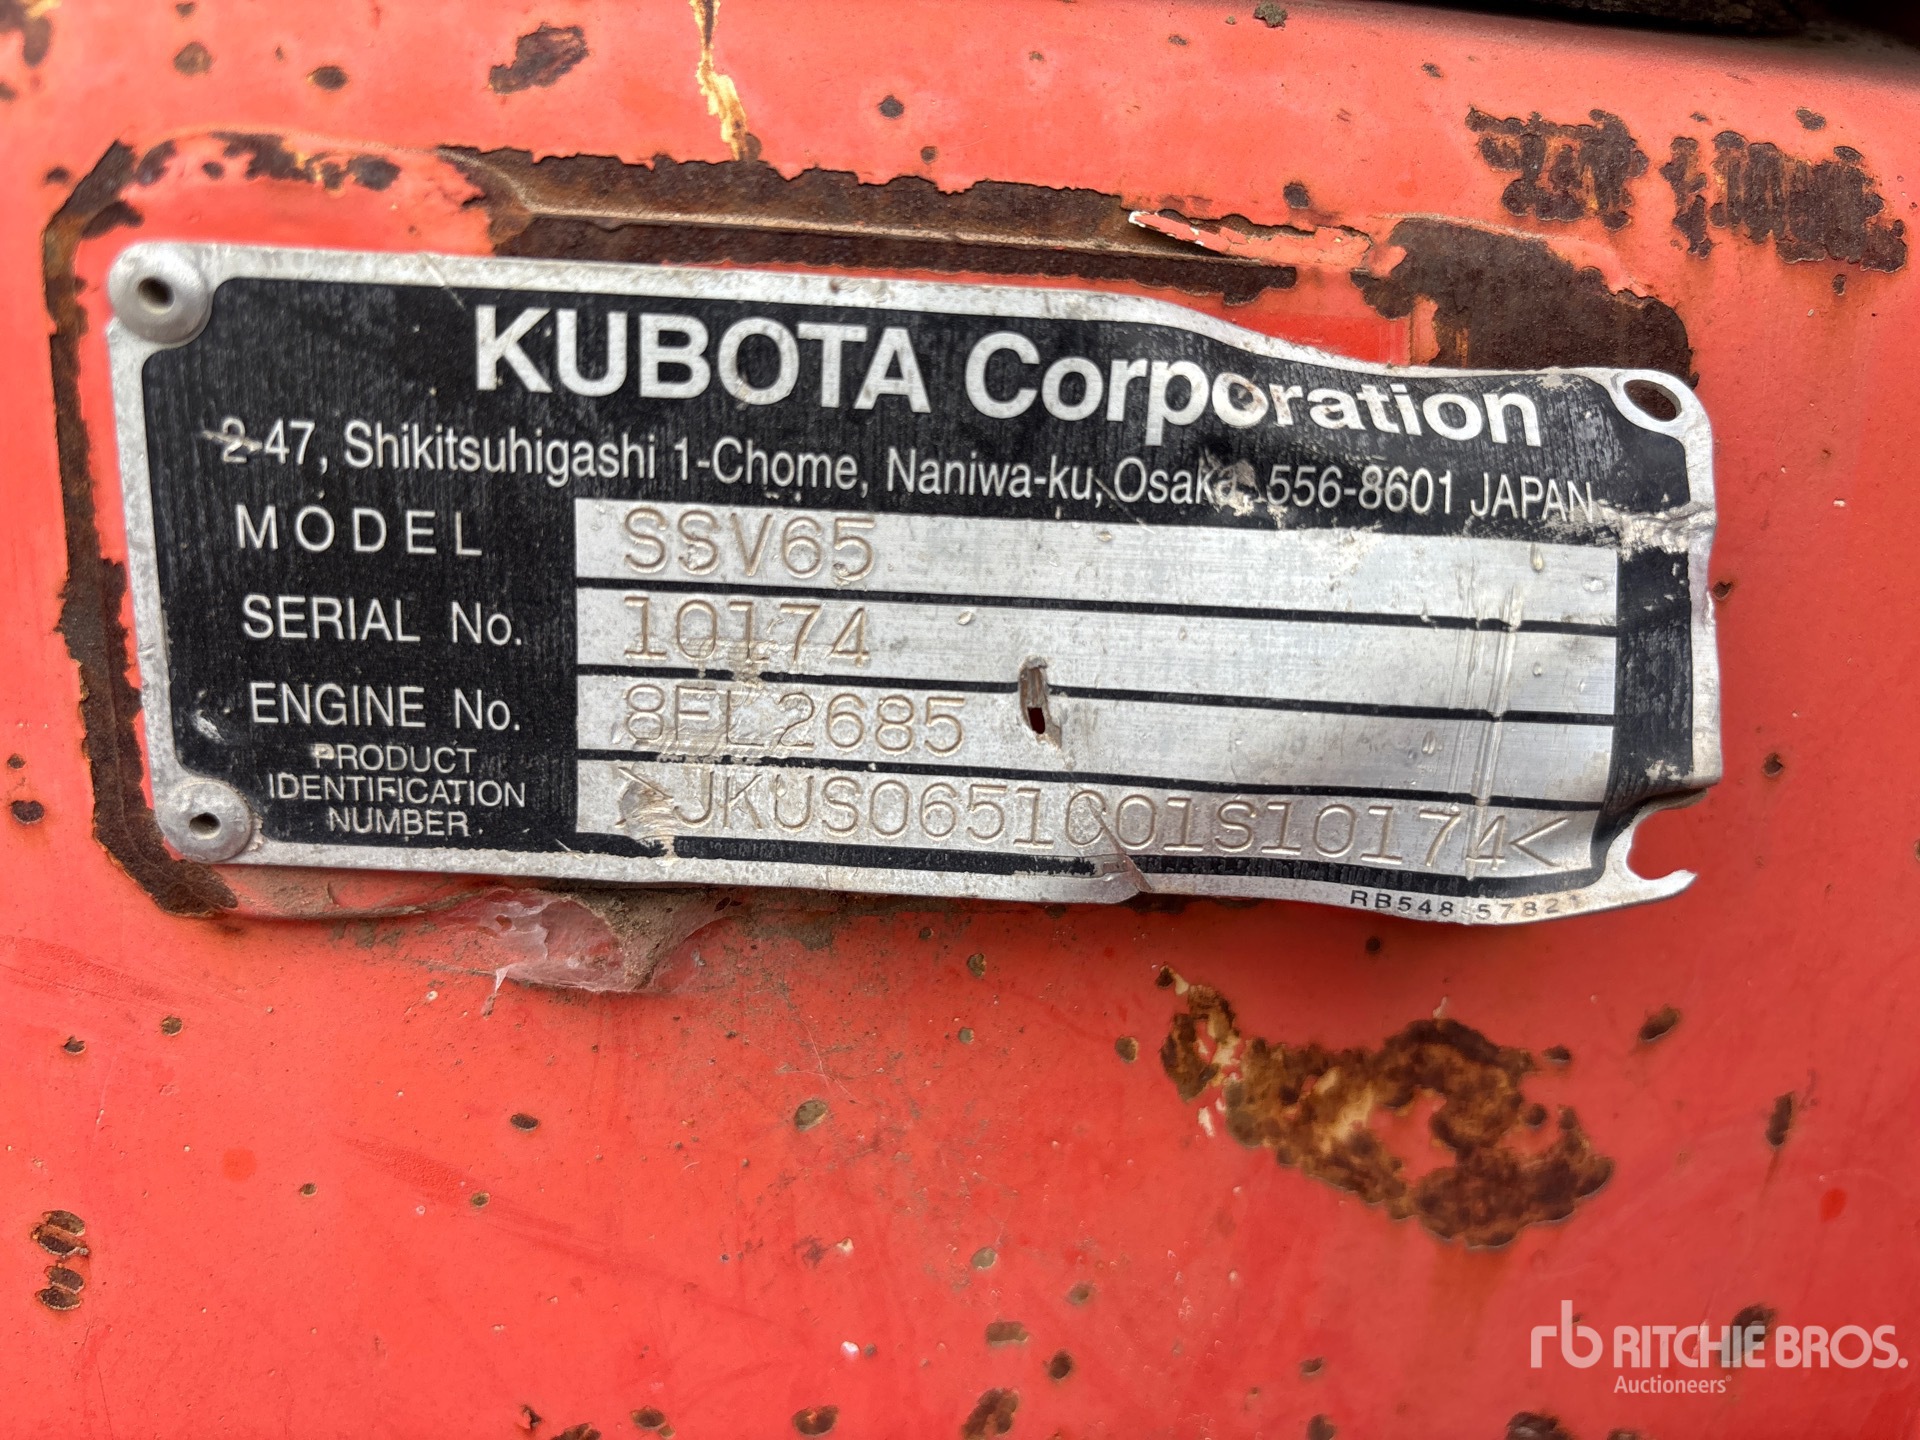 KUBOTA Corporation
2-47, Shikitsuhigashi 1-Chome, Naniwa-ku, Osaka, 556-8601 JAPAN
MODEL SSV65
SERIAL No. 10174
ENGINE No. 8FL2685
PRODUCT IDENTIFICATION NUMBER >JKUS0651C01S10174<
RB548-57821
rb RITCHIE BROS.
Auctioneers